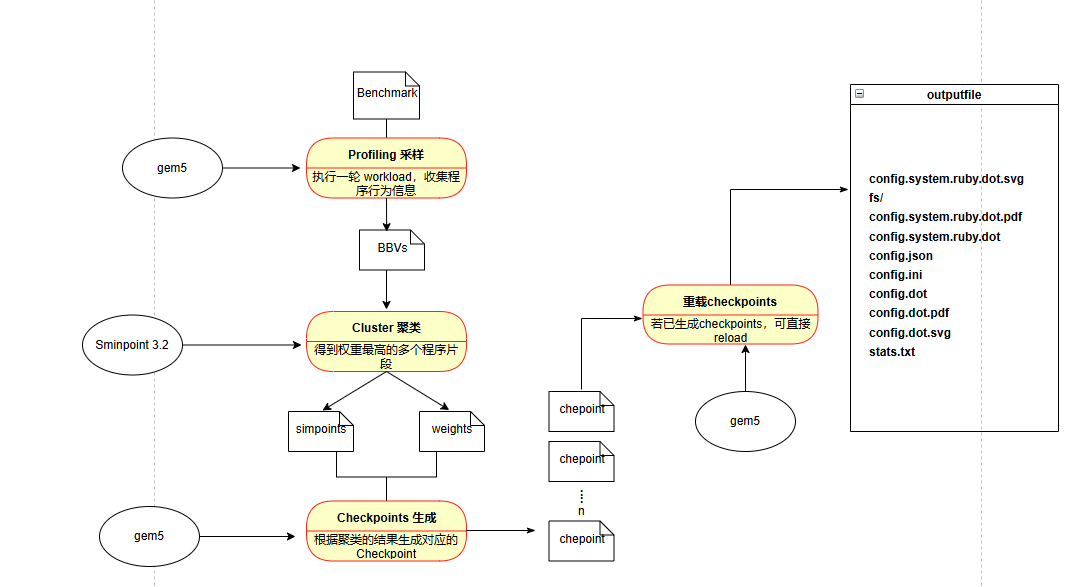 Benchmark
gem5
Profiling 采样
执行一轮 workload，收集程
序行为信息
BBVs
Sminpoint 3.2
Cluster 聚类
得到权重最高的多个程序片
段
simpoints
weights
gem5
Checkpoints 生成
根据聚类的结果生成对应的
Checkpoint
chepoint
chepoint
n
chepoint
重载checkpoints
若已生成checkpoints，可直接
reload
gem5
outputfile
config.system.ruby.dot.svg
fs/
config.system.ruby.dot.pdf
config.system.ruby.dot
config.json
config.ini
config.dot
config.dot.pdf
config.dot.svg
stats.txt